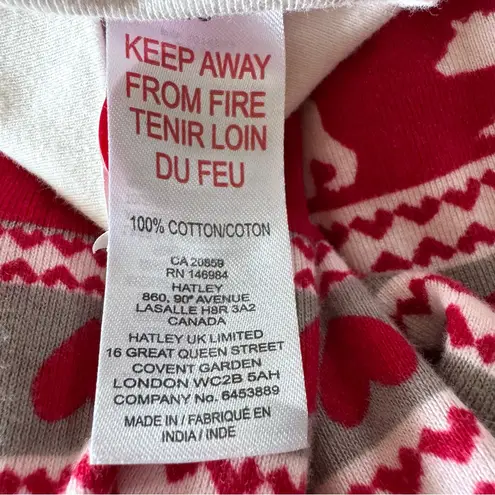 KEEP AWAY
FROM FIRE
TENIR LOIN
DU FEU
100% COTTON/COTON
CA 20859
RN 146984
HATLEY
860, 90e AVENUE
LASALLE H8R 3A2
CANADA
HATLEY UK LIMITED
16 GREAT QUEEN STREET
COVENT GARDEN
LONDON WC2B 5AH
COMPANY No. 6453889
MADE IN / FABRIQUÉ EN
INDIA / INDE